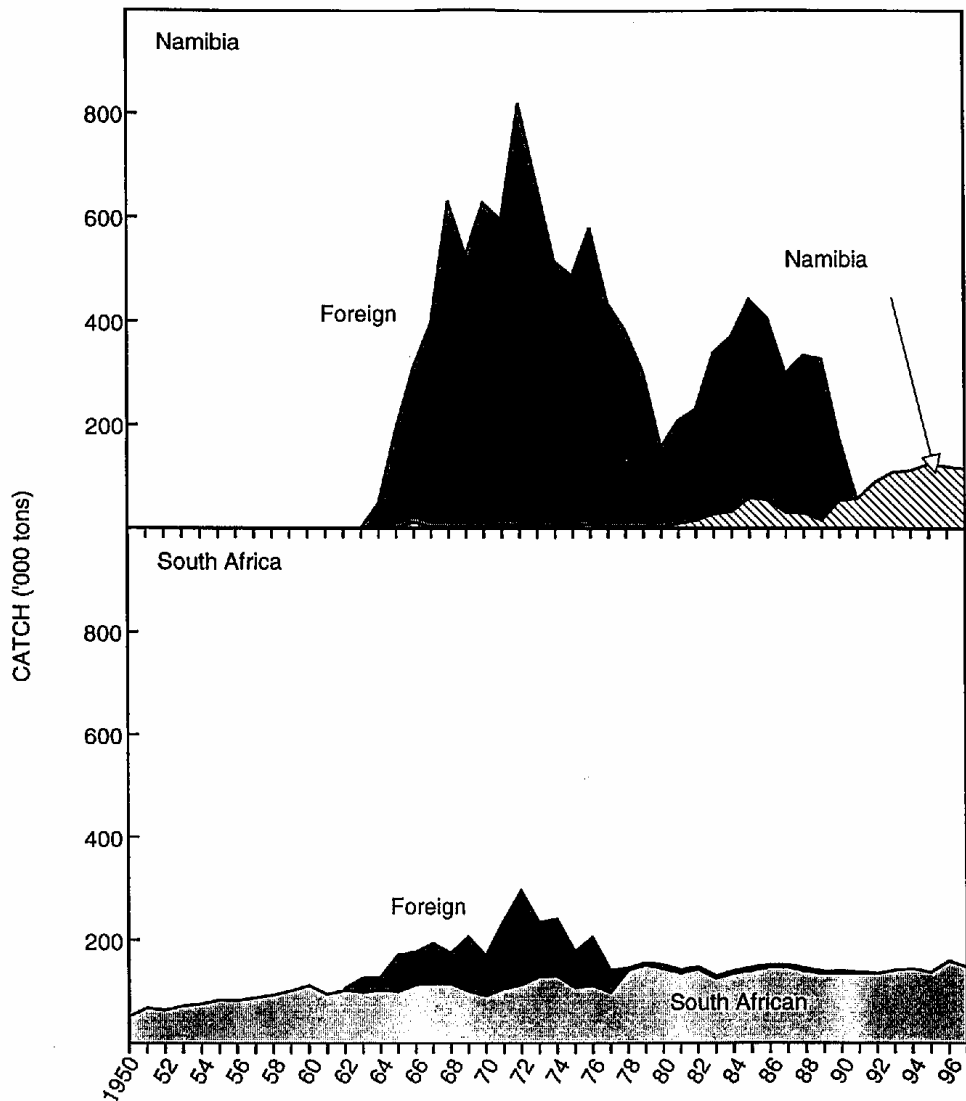 Namibia
800
600
Namibia
Foreign
400
200
CATCH ('000 tons)
South Africa
800
600
400
Foreign
200
South African
1950 52 54 56 58 60 62 64 66 68 70 72 74 76 78 80 82 84 86 88 90 92 94 96